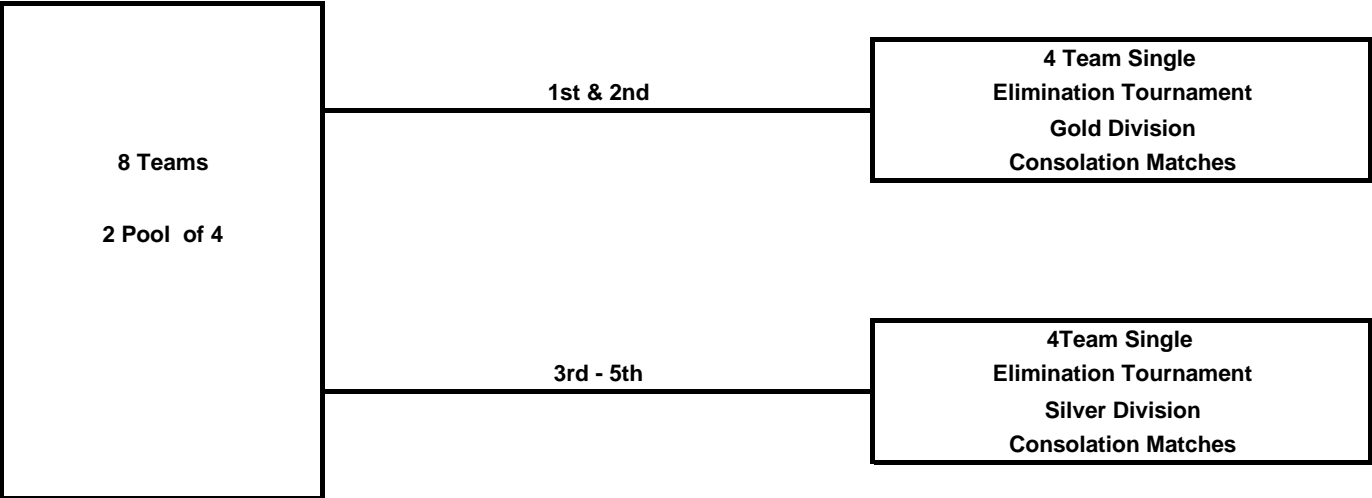 8 Teams
2 Pool of 4
1st & 2nd
4 Team Single
Elimination Tournament
Gold Division
Consolation Matches
3rd - 5th
4Team Single
Elimination Tournament
Silver Division
Consolation Matches